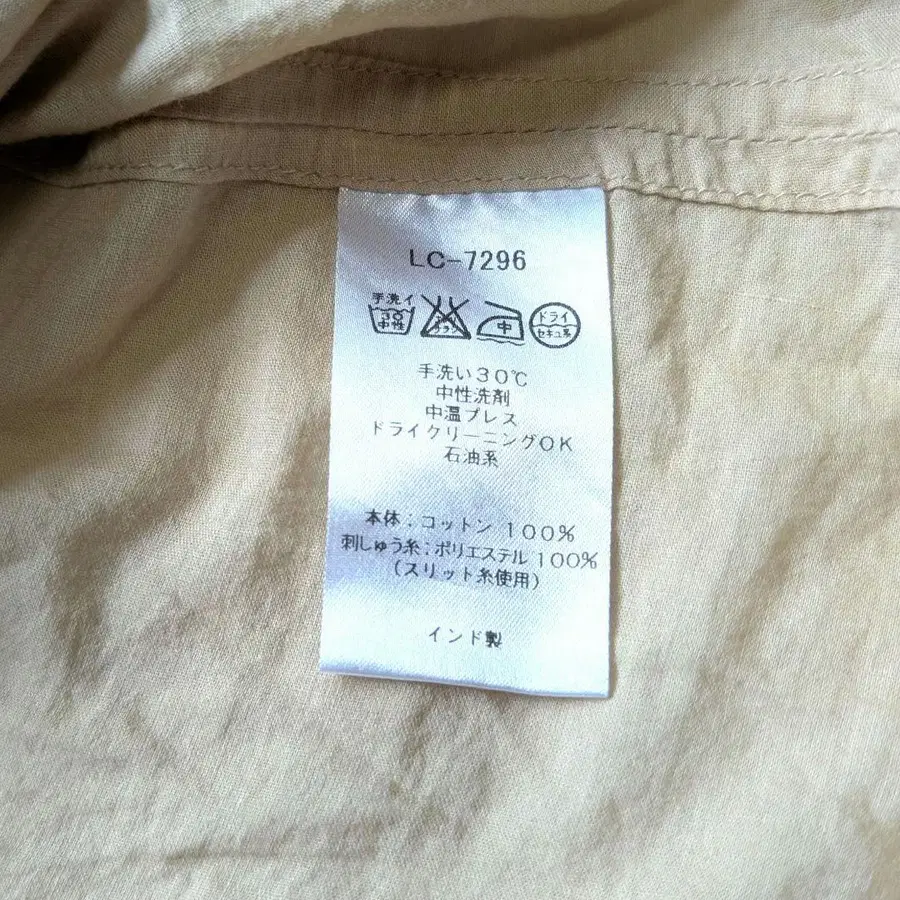 LC-7296
手洗イ
30
中性
中
ドライ
セキユ系
手洗い30℃
中性洗剤
中温プレス
ドライクリーニングOK
石油系
本体:コットン 100%
刺しゅう糸:ポリエステル 100%
(スリット糸使用)
インド製